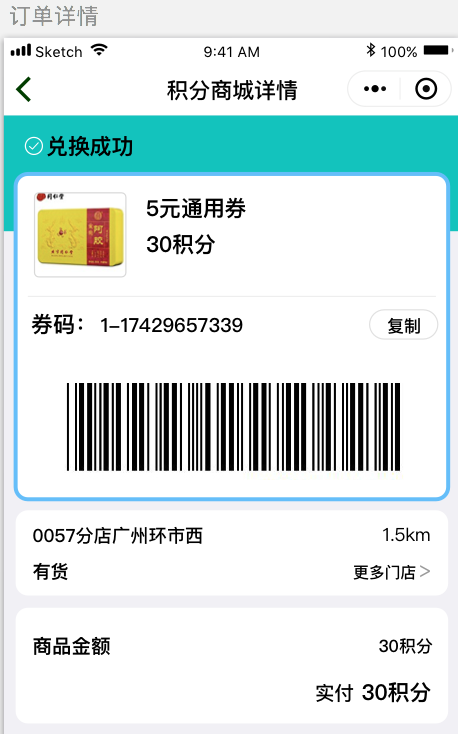 订单详情
Sketch 9:41 AM 100%
积分商城详情
兑换成功
同仁堂
阿胶
5元通用券
30积分
券码： 1-17429657339 复制
0057分店广州环市西 1.5km
有货 更多门店>
商品金额 30积分
实付 30积分